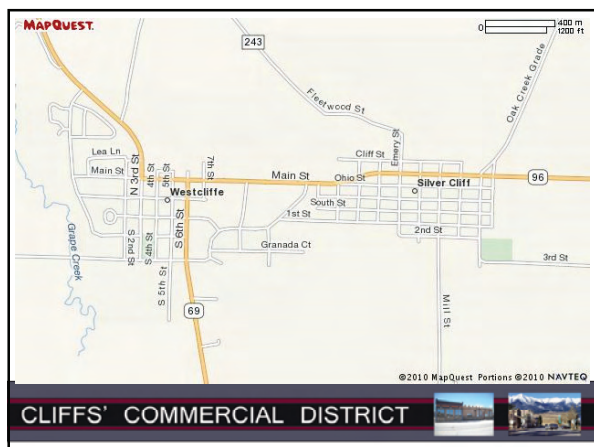 MAPQUEST.
0 400 m
1200 ft
243
Oak Creek Grade
Fleetwood St
Emery St
Lea Ln
Cliff St
Main St
N 3rd St
4th St
5th St
7th St
Main St
Ohio St
96
Westcliffe
Silver Cliff
South St
1st St
S 6th St
Grape Creek
S 2nd St
S 4th St
Granada Ct
2nd St
3rd St
S 5th St
69
Mill St
©2010 MapQuest Portions ©2010 NAVTEQ
CLIFFS' COMMERCIAL DISTRICT